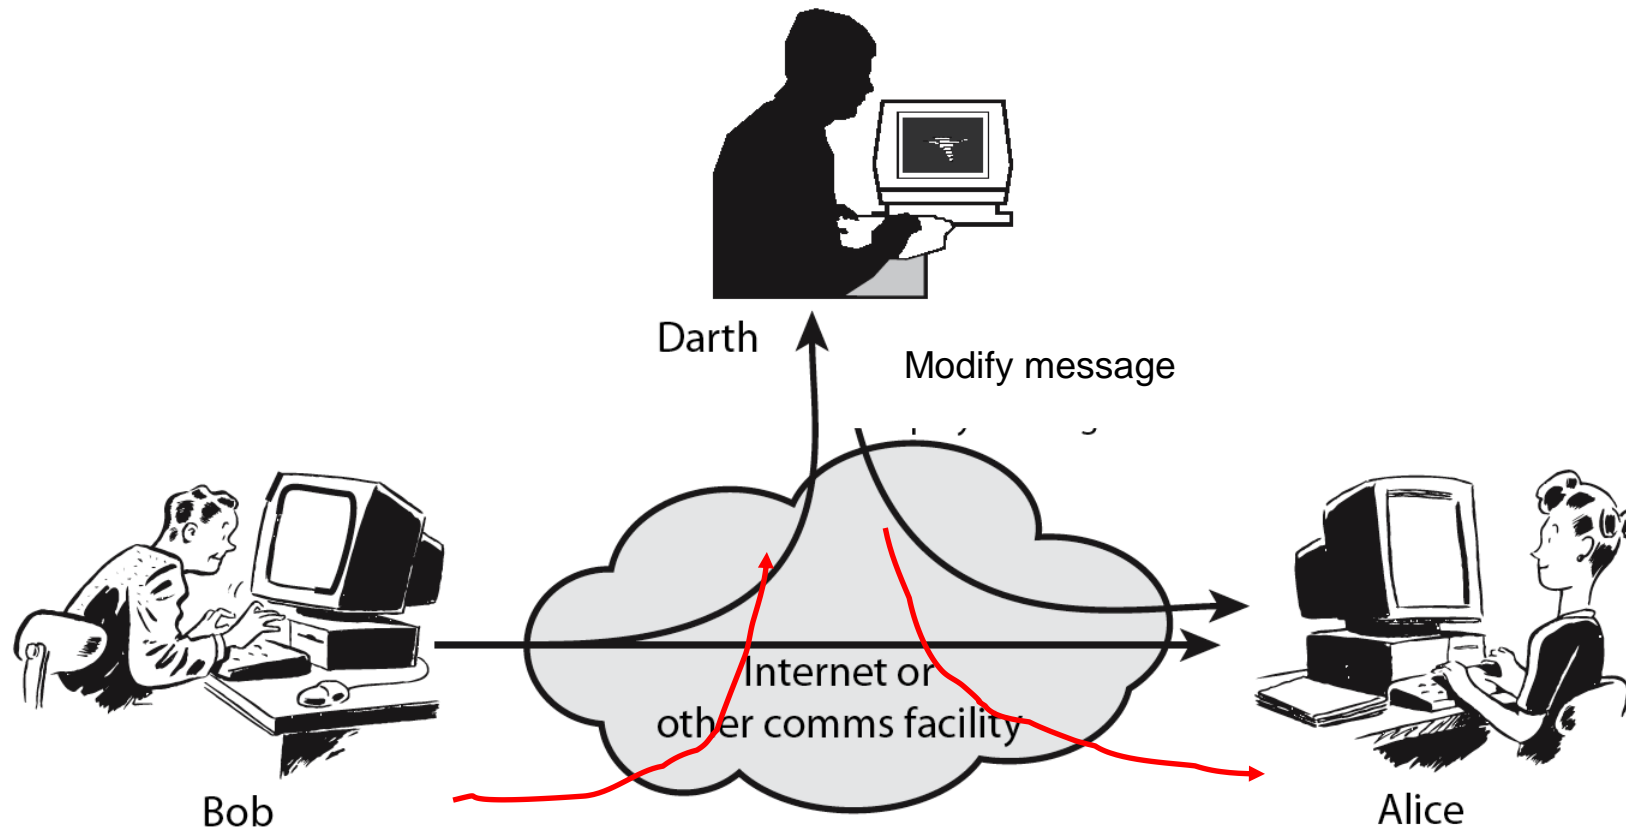 Darth
Modify message
Internet or
other comms facility
Bob
Alice